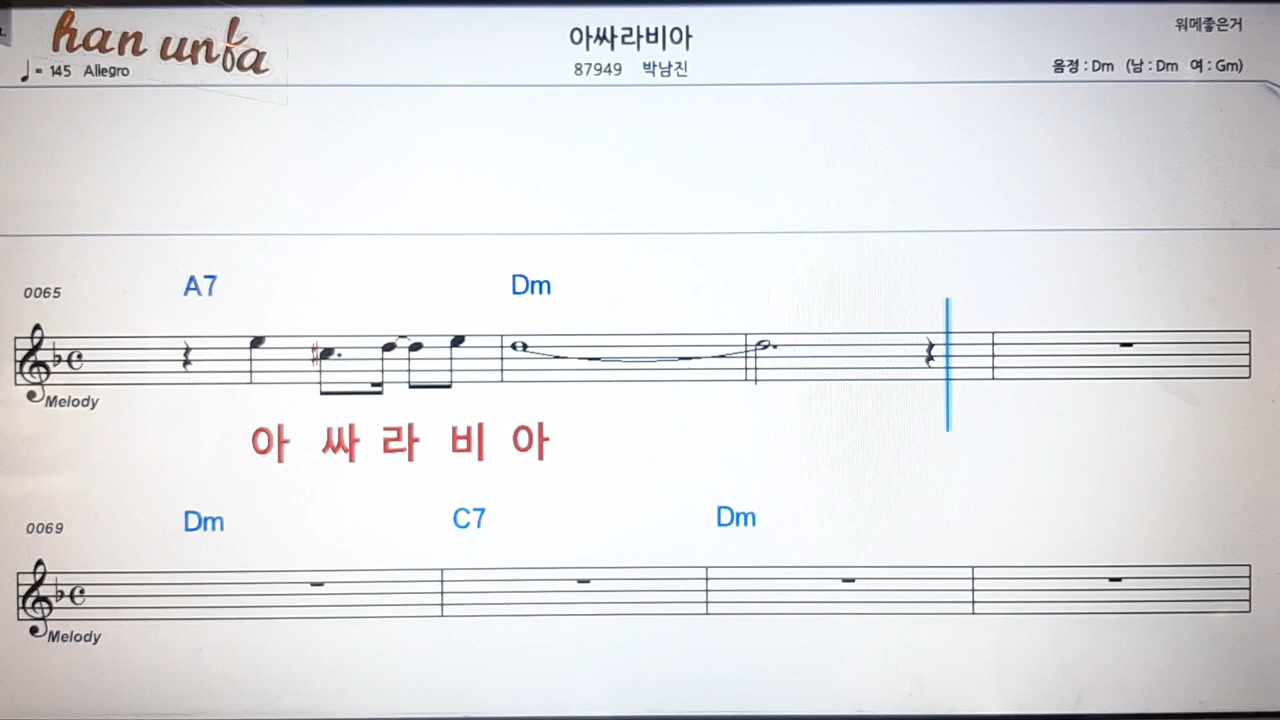 han unfa
아싸라비아
워메좋은거
♩= 145 Allegro
87949 박남진
음정 : Dm (남 : Dm 여 : Gm)
0065 A7 Dm
Melody
아 싸 라 비 아
0069 Dm C7 Dm
Melody